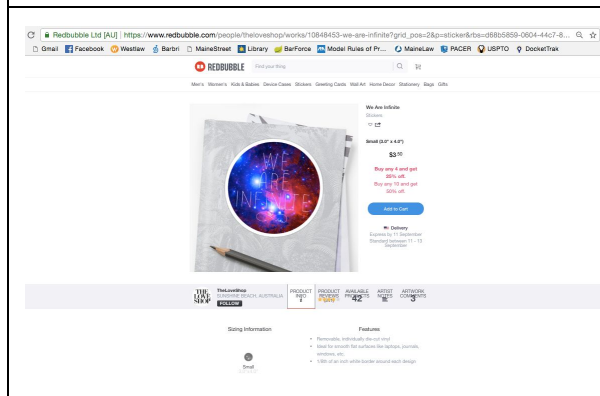 Redbubble Ltd [AU] | https://www.redbubble.com/people/theloveshop/works/10848453-we-are-infinite?grid_pos=2&p=sticker&rbs=d68b5859-0604-44c7-8...
Gmail Facebook Westlaw Barbri MaineStreet Library BarForce Model Rules of Pr... MaineLaw PACER USPTO DocketTrak
REDBUBBLE Find your thing
Men's Women's Kids & Babies Device Cases Stickers Greeting Cards Wall Art Home Decor Stationery Bags Gifts
We Are Infinite
Stickers
Small (3.0" x 4.0")
$3.50
Buy any 4 and get
25% off.
Buy any 10 and get
50% off.
Add to Cart
Delivery
Express by 11 September
Standard between 11 - 13
September
WE
ARE
INFINITE
THE
LOVE
SHOP
TheLoveShop
SUNSHINE BEACH, AUSTRALIA
FOLLOW
PRODUCT
INFO
PRODUCT
REVIEWS
AVAILABLE
PRODUCTS
42
ARTIST
NOTES
ARTWORK
COMMENTS
3
Sizing Information
Small
Features
Removable, individually die-cut vinyl
Ideal for smooth flat surfaces like laptops, journals,
windows, etc.
1/8th of an inch white border around each design